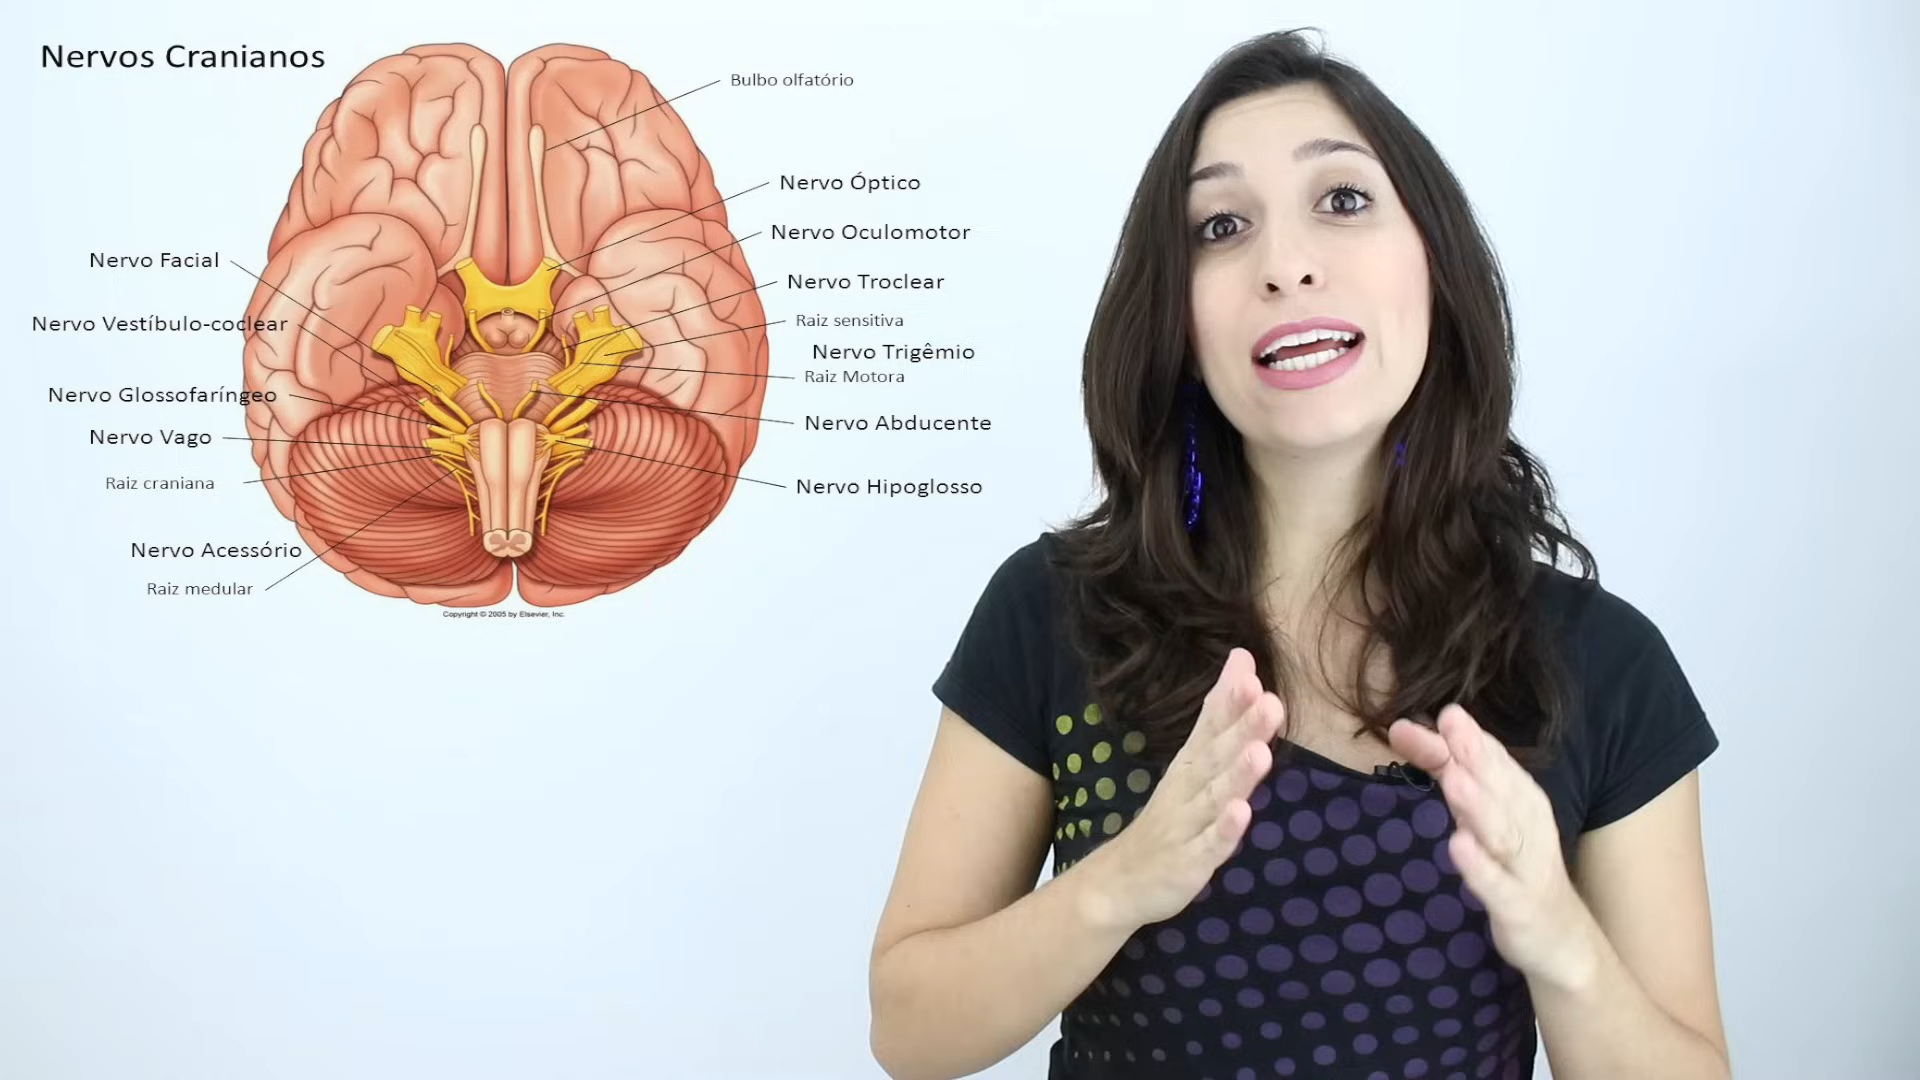 Nervos Cranianos
Bulbo olfatório
Nervo Óptico
Nervo Oculomotor
Nervo Facial
Nervo Troclear
Nervo Vestíbulo-coclear
Raiz sensitiva
Nervo Trigêmio
Raiz Motora
Nervo Glossofaríngeo
Nervo Abducente
Nervo Vago
Raiz craniana
Nervo Hipoglosso
Nervo Acessório
Raiz medular
Copyright © 2005 by Elsevier, Inc.